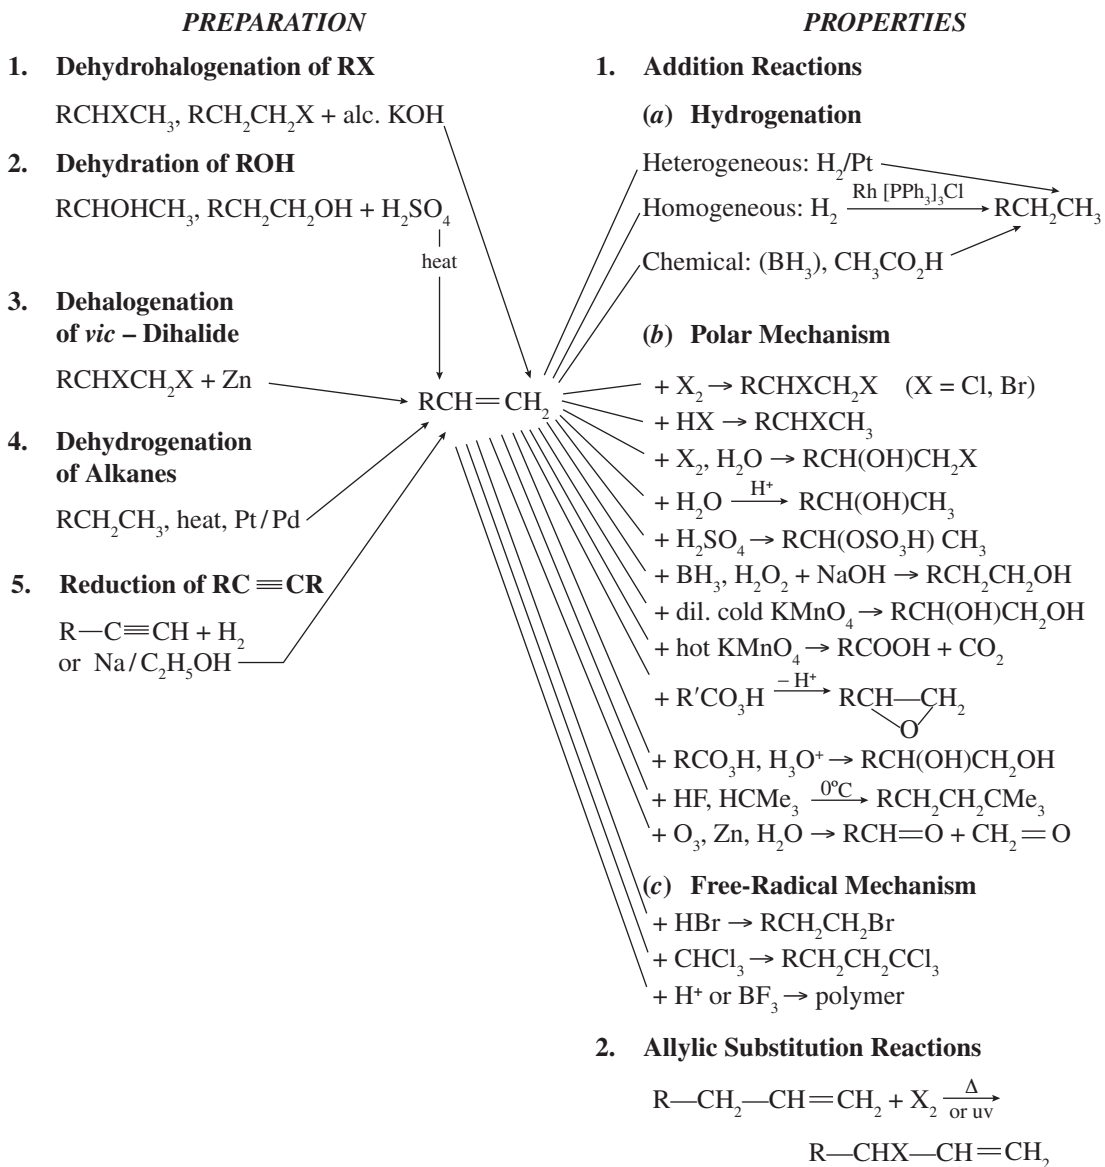 PREPARATION
1. Dehydrohalogenation of RX
RCHXCH₃, RCH₂CH₂X + alc. KOH
2. Dehydration of ROH
RCHOHCH₃, RCH₂CH₂OH + H₂SO₄
heat
3. Dehalogenation
of vic – Dihalide
RCHXCH₂X + Zn
4. Dehydrogenation
of Alkanes
RCH₂CH₃, heat, Pt/Pd
5. Reduction of RC≡CR
R—C≡CH + H₂
or Na/C₂H₅OH
RCH=CH₂
PROPERTIES
1. Addition Reactions
(a) Hydrogenation
Heterogeneous: H₂/Pt
Rh [PPh₃]₃Cl
Homogeneous: H₂ → RCH₂CH₃
Chemical: (BH₃), CH₃CO₂H
(b) Polar Mechanism
+ X₂ → RCHXCH₂X (X = Cl, Br)
+ HX → RCHXCH₃
+ X₂, H₂O → RCH(OH)CH₂X
H⁺
+ H₂O → RCH(OH)CH₃
+ H₂SO₄ → RCH(OSO₃H) CH₃
+ BH₃, H₂O₂ + NaOH → RCH₂CH₂OH
+ dil. cold KMnO₄ → RCH(OH)CH₂OH
+ hot KMnO₄ → RCOOH + CO₂
– H⁺
+ R′CO₃H → RCH—CH₂
O
+ RCO₃H, H₃O⁺ → RCH(OH)CH₂OH
0ºC
+ HF, HCMe₃ → RCH₂CH₂CMe₃
+ O₃, Zn, H₂O → RCH=O + CH₂=O
(c) Free-Radical Mechanism
+ HBr → RCH₂CH₂Br
+ CHCl₃ → RCH₂CH₂CCl₃
+ H⁺ or BF₃ → polymer
2. Allylic Substitution Reactions
Δ
R—CH₂—CH=CH₂ + X₂ →
or uv
R—CHX—CH=CH₂